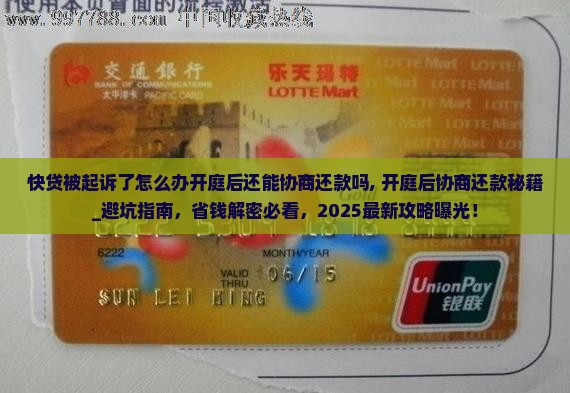 使用本页背面的流程激活
www.997788.com 中国收藏热线
交通銀行
BANK OF COMMUNICATIONS
太平洋卡 PACIFIC CARD
乐天玛特
LOTTE Mart
快贷被起诉了怎么办开庭后还能协商还款吗, 开庭后协商还款秘籍
_避坑指南，省钱解密必看，2025最新攻略曝光！
6222
MONTH/YEAR
VALID THRU 06/15
SUN LEI MING
UnionPay
银联